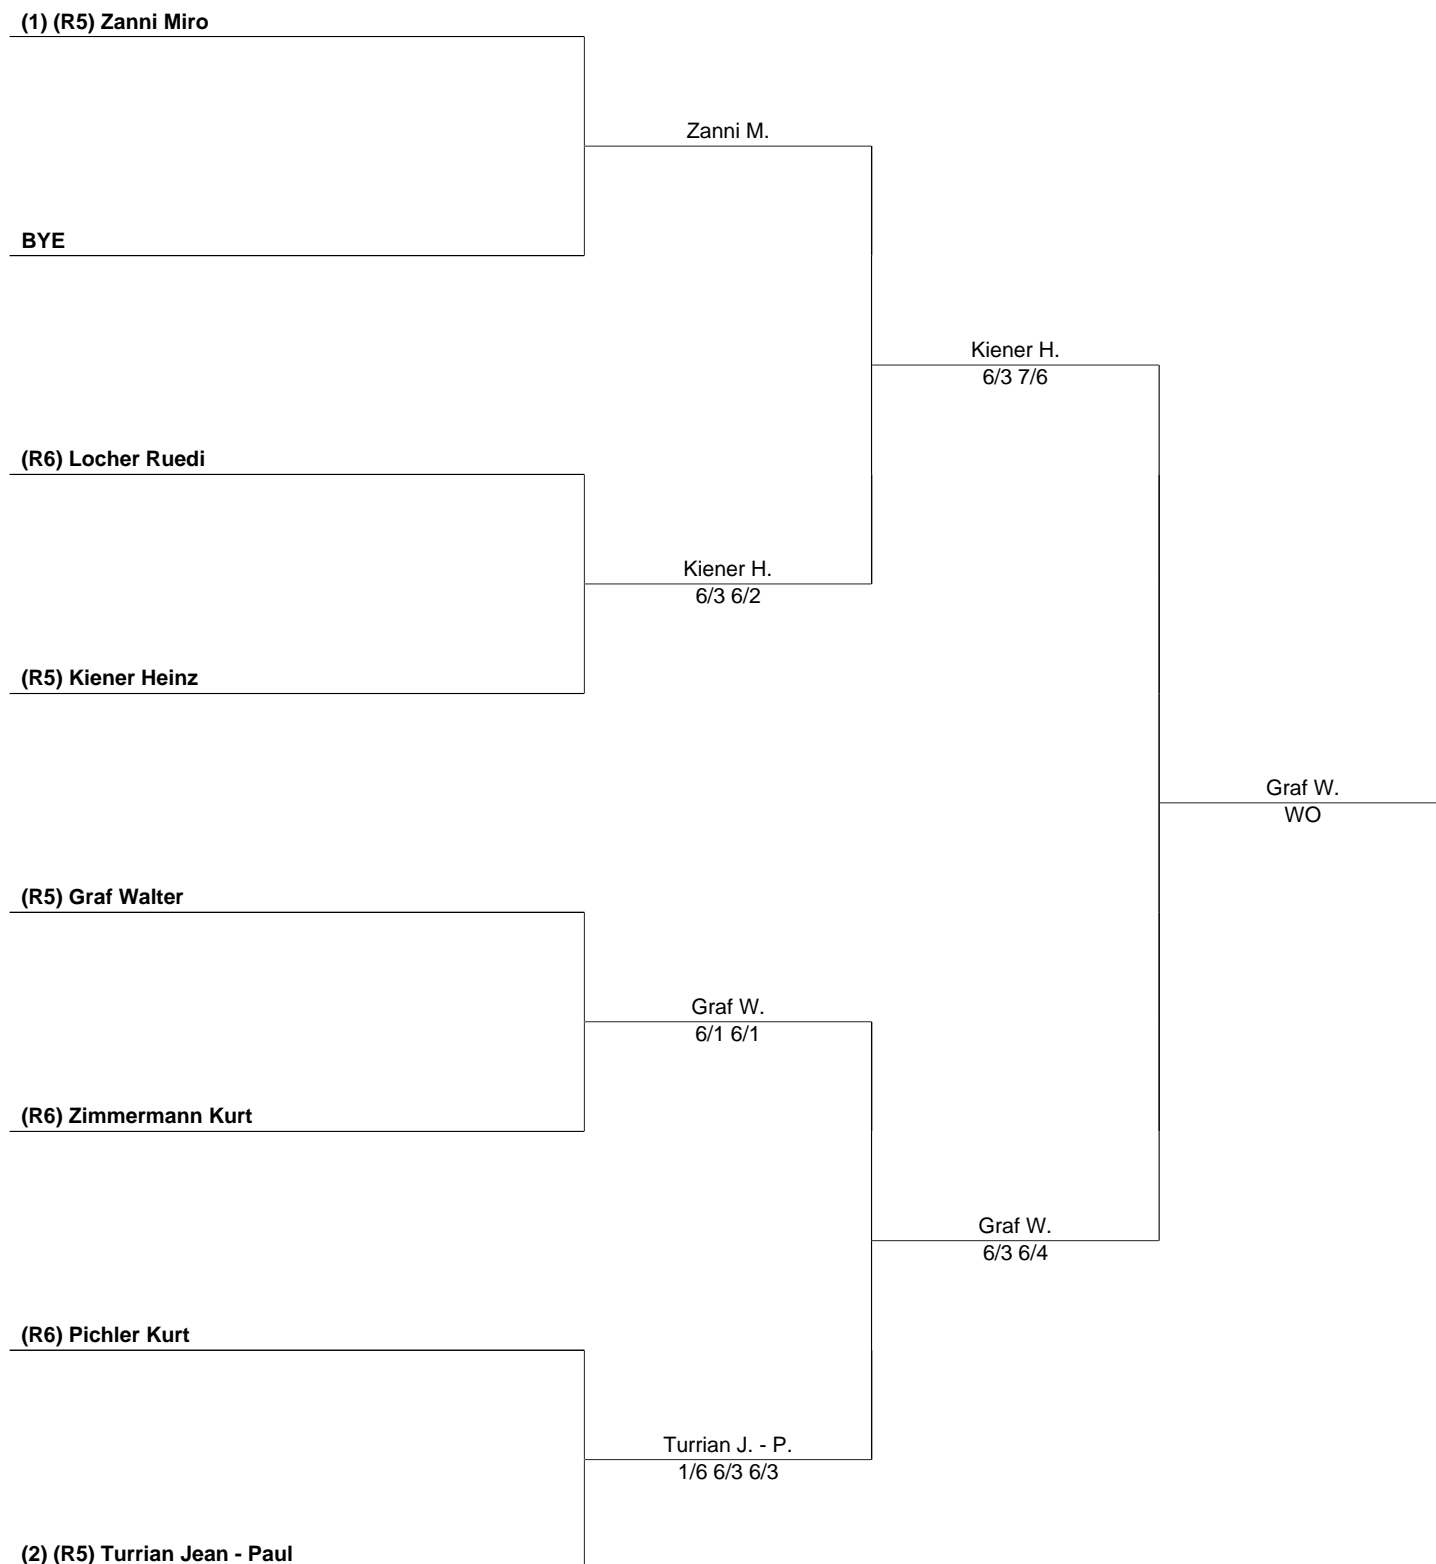 (1) (R5) Zanni Miro
Zanni M.
BYE
Kiener H.
6/3 7/6
(R6) Locher Ruedi
Kiener H.
6/3 6/2
(R5) Kiener Heinz
Graf W.
WO
(R5) Graf Walter
Graf W.
6/1 6/1
(R6) Zimmermann Kurt
Graf W.
6/3 6/4
(R6) Pichler Kurt
Turrian J. - P.
1/6 6/3 6/3
(2) (R5) Turrian Jean - Paul